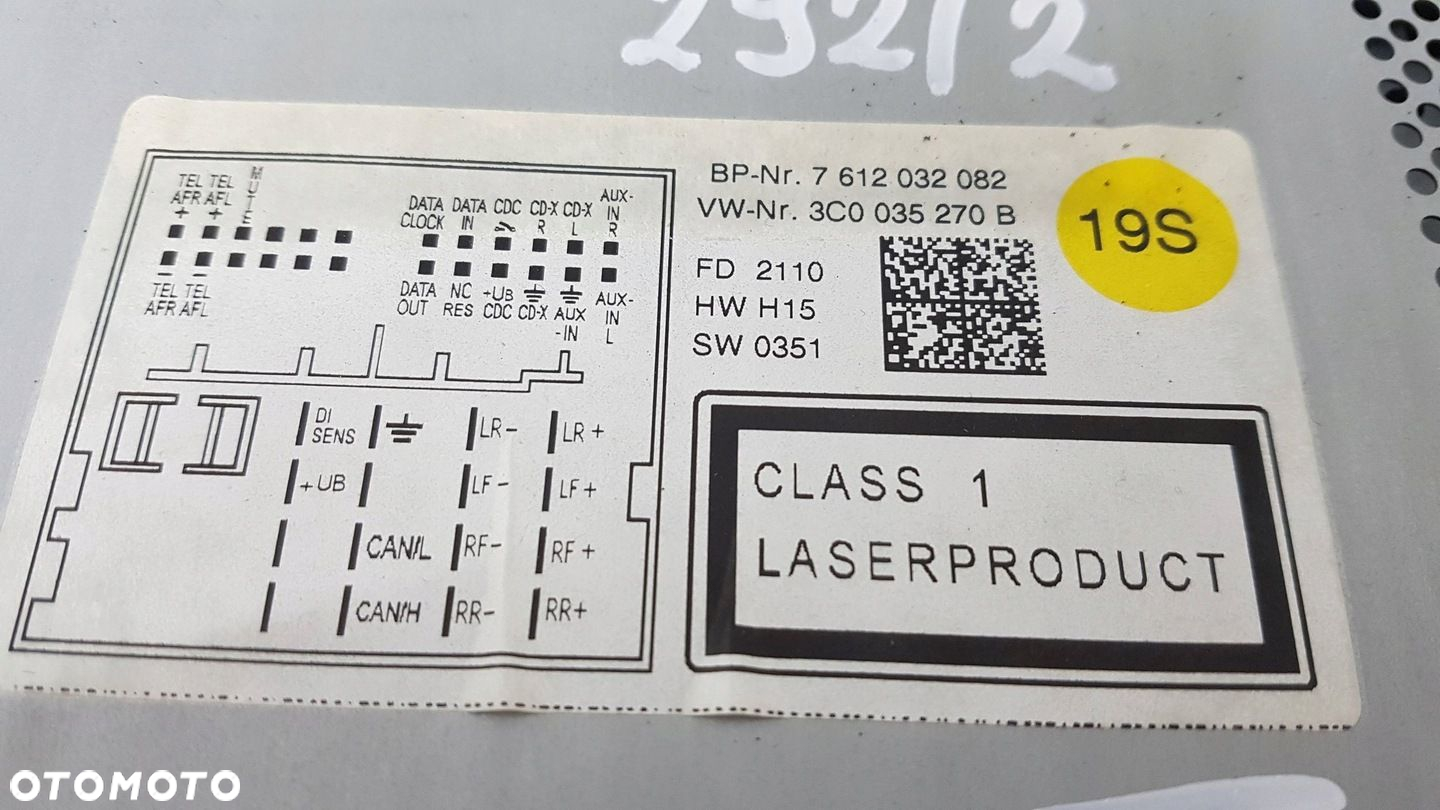 292/2
BP-Nr. 7 612 032 082
VW-Nr. 3C0 035 270 B
FD 2110
HW H15
SW 0351
19S
TEL TEL M
AFR AFL U
+ + T
E
DATA DATA CDC CD-X CD-X AUX-
CLOCK IN R L IN
R
DATA NC +UB CD-X AUX AUX-
OUT RES CDC -IN IN
L
– –
TEL TEL
AFR AFL
DI
SENS
LR- LR+
+UB LF- LF+
CAN/L RF- RF+
CAN/H RR- RR+
CLASS 1
LASERPRODUCT
OTOMOTO